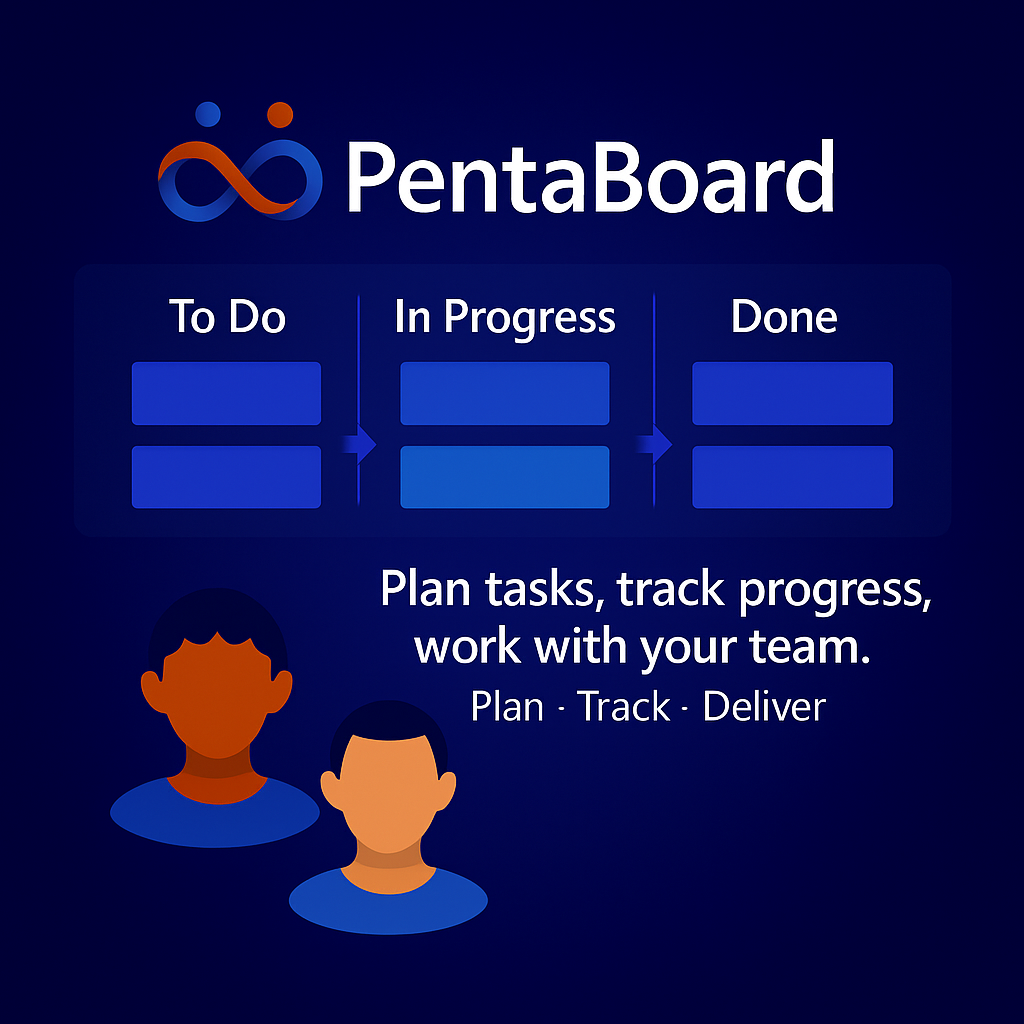 PentaBoard
To Do
In Progress
Done
Plan tasks, track progress,
work with your team.
Plan · Track · Deliver